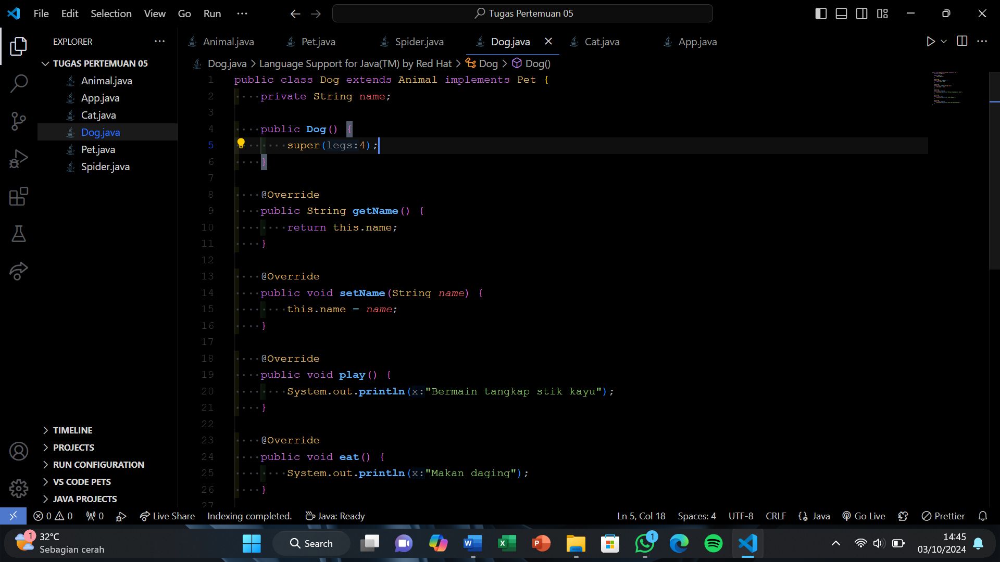 File Edit Selection View Go Run
Tugas Pertemuan 05
EXPLORER
TUGAS PERTEMUAN 05
Animal.java
App.java
Cat.java
Dog.java
Pet.java
Spider.java
TIMELINE
PROJECTS
RUN CONFIGURATION
VS CODE PETS
JAVA PROJECTS
Animal.java Pet.java Spider.java Dog.java Cat.java App.java
Dog.java > Language Support for Java(TM) by Red Hat > Dog > Dog()
1 public class Dog extends Animal implements Pet {
2 private String name;
3
4 public Dog() {
5 super(legs:4);
6 }
7
8 @Override
9 public String getName() {
10 return this.name;
11 }
12
13 @Override
14 public void setName(String name) {
15 this.name = name;
16 }
17
18 @Override
19 public void play() {
20 System.out.println(x:"Bermain tangkap stik kayu");
21 }
22
23 @Override
24 public void eat() {
25 System.out.println(x:"Makan daging");
26 }
27
0 0 0 Live Share Indexing completed. Java: Ready Ln 5, Col 18 Spaces: 4 UTF-8 CRLF Java Go Live Prettier
1 32°C
Sebagian cerah
Search
1
14:45
03/10/2024